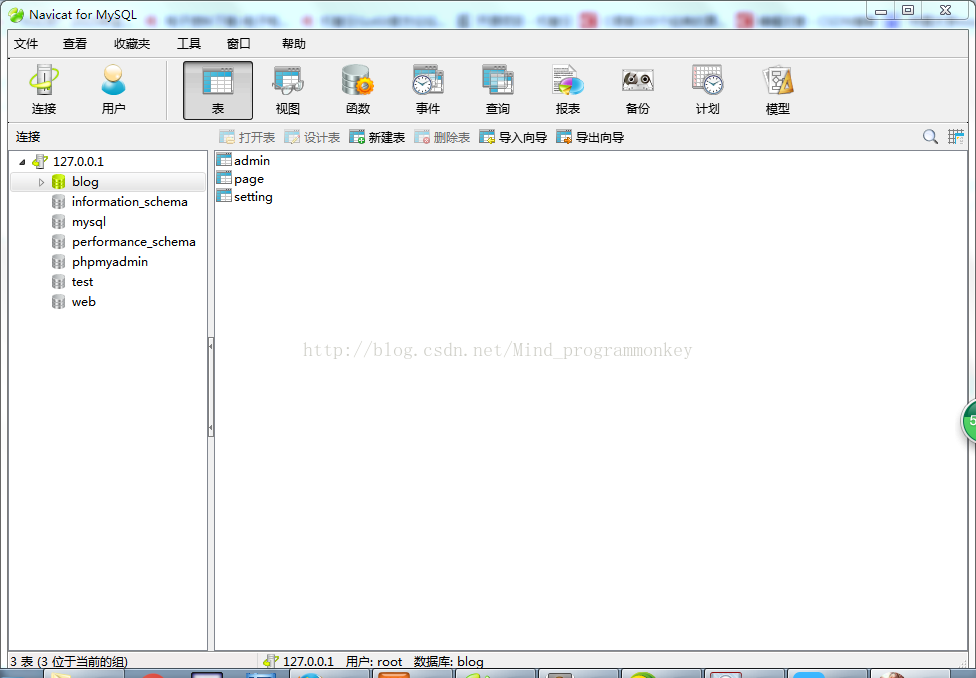 Navicat for MySQL
文件 查看 收藏夹 工具 窗口 帮助
连接 用户 表 视图 函数 事件 查询 报表 备份 计划 模型
连接 打开表 设计表 新建表 删除表 导入向导 导出向导
127.0.0.1
blog
information_schema
mysql
performance_schema
phpmyadmin
test
web
admin
page
setting
http://blog.csdn.net/Mind_programmonkey
5
3 表 (3 位于当前的组) 127.0.0.1 用户: root 数据库: blog